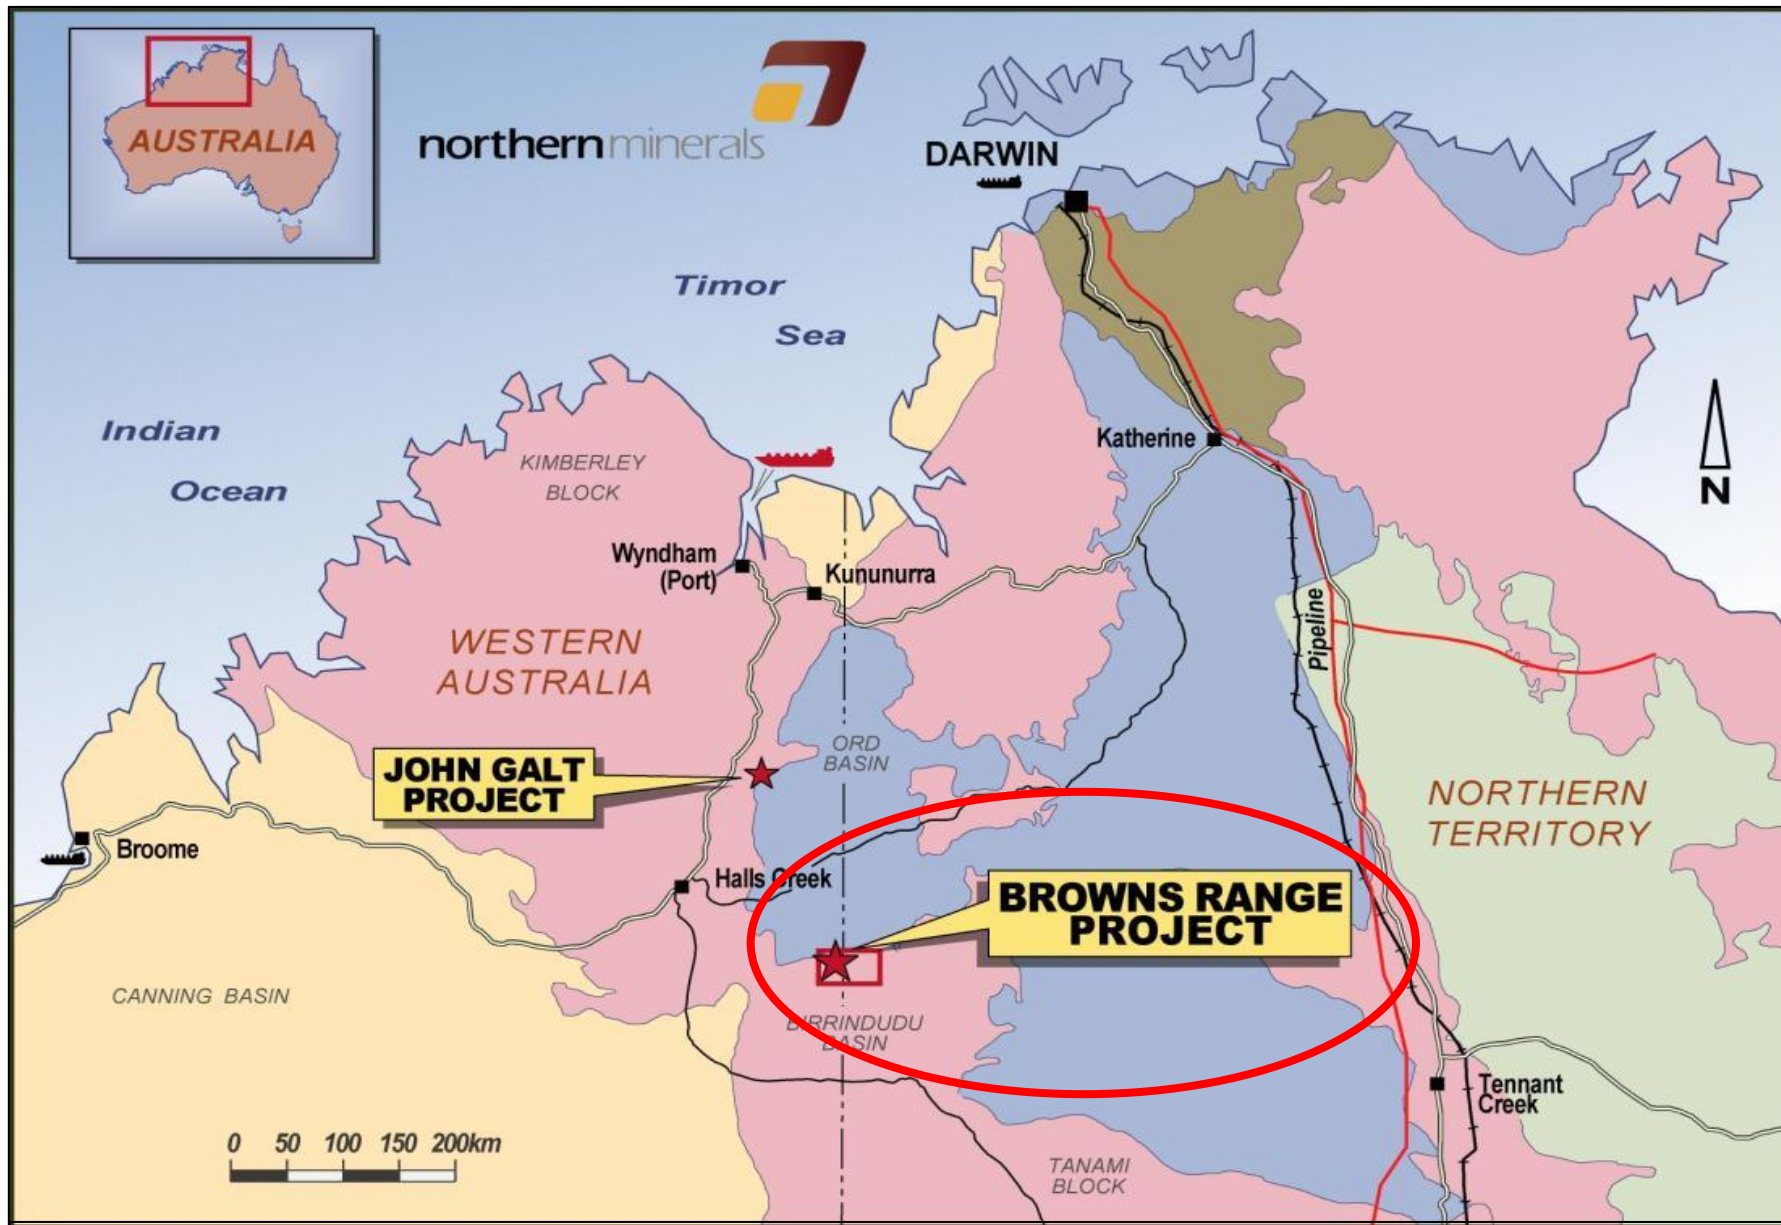 AUSTRALIA
northernminerals
DARWIN
Timor
Sea
Indian
Ocean
KIMBERLEY
BLOCK
Katherine
N
Wyndham
(Port)
Kununurra
Pipeline
WESTERN
AUSTRALIA
ORD
BASIN
JOHN GALT
PROJECT
NORTHERN
TERRITORY
Broome
Halls Creek
BROWNS RANGE
PROJECT
CANNING BASIN
BIRRINDUDU
BASIN
Tennant
Creek
0 50 100 150 200km
TANAMI
BLOCK